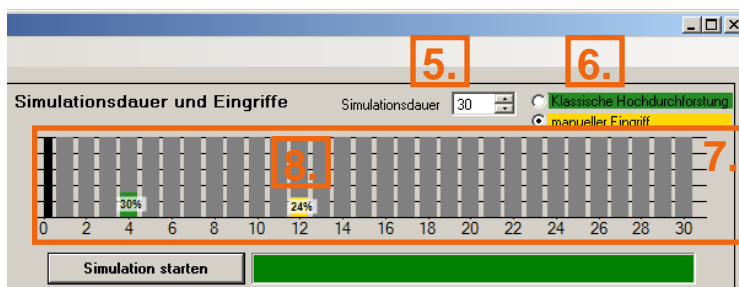 5.
6.
Simulationsdauer und Eingriffe
Simulationsdauer 30
Klassische Hochdurchforstung
manueller Eingriff
7.
8.
30%
24%
0 2 4 6 8 10 12 14 16 18 20 22 24 26 28 30
Simulation starten